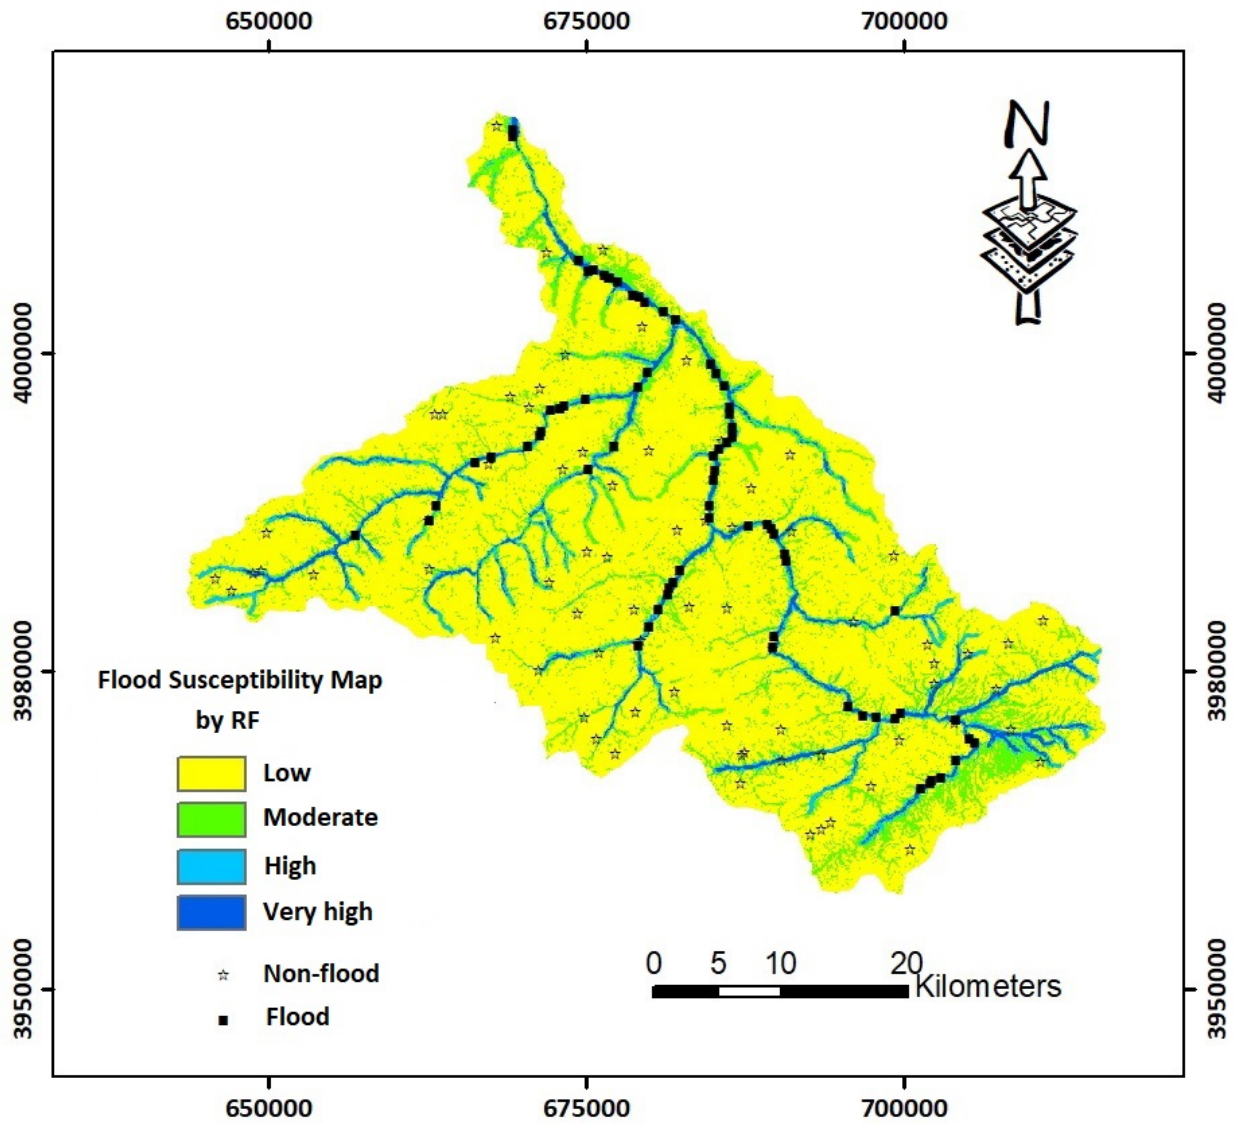 650000 675000 700000
N
4000000 4000000
3980000 3980000
Flood Susceptibility Map
by RF
Low
Moderate
High
Very high
Non-flood
Flood
0 5 10 20
Kilometers
3950000 3950000
650000 675000 700000